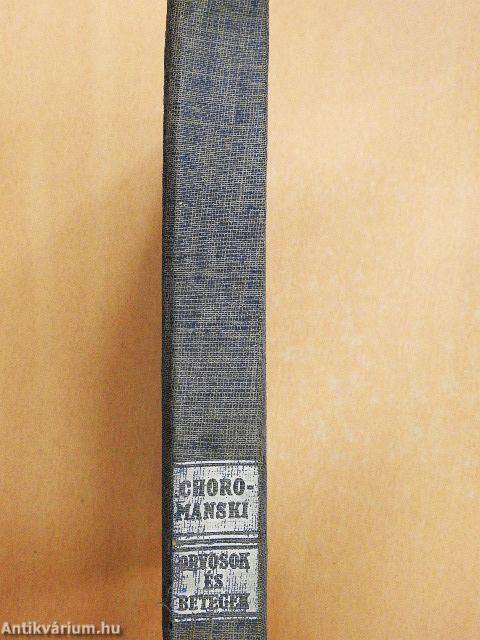 CHORO-
MANSKI
ORVOSOK
ÉS
BETEGEK
Antikvárium.hu